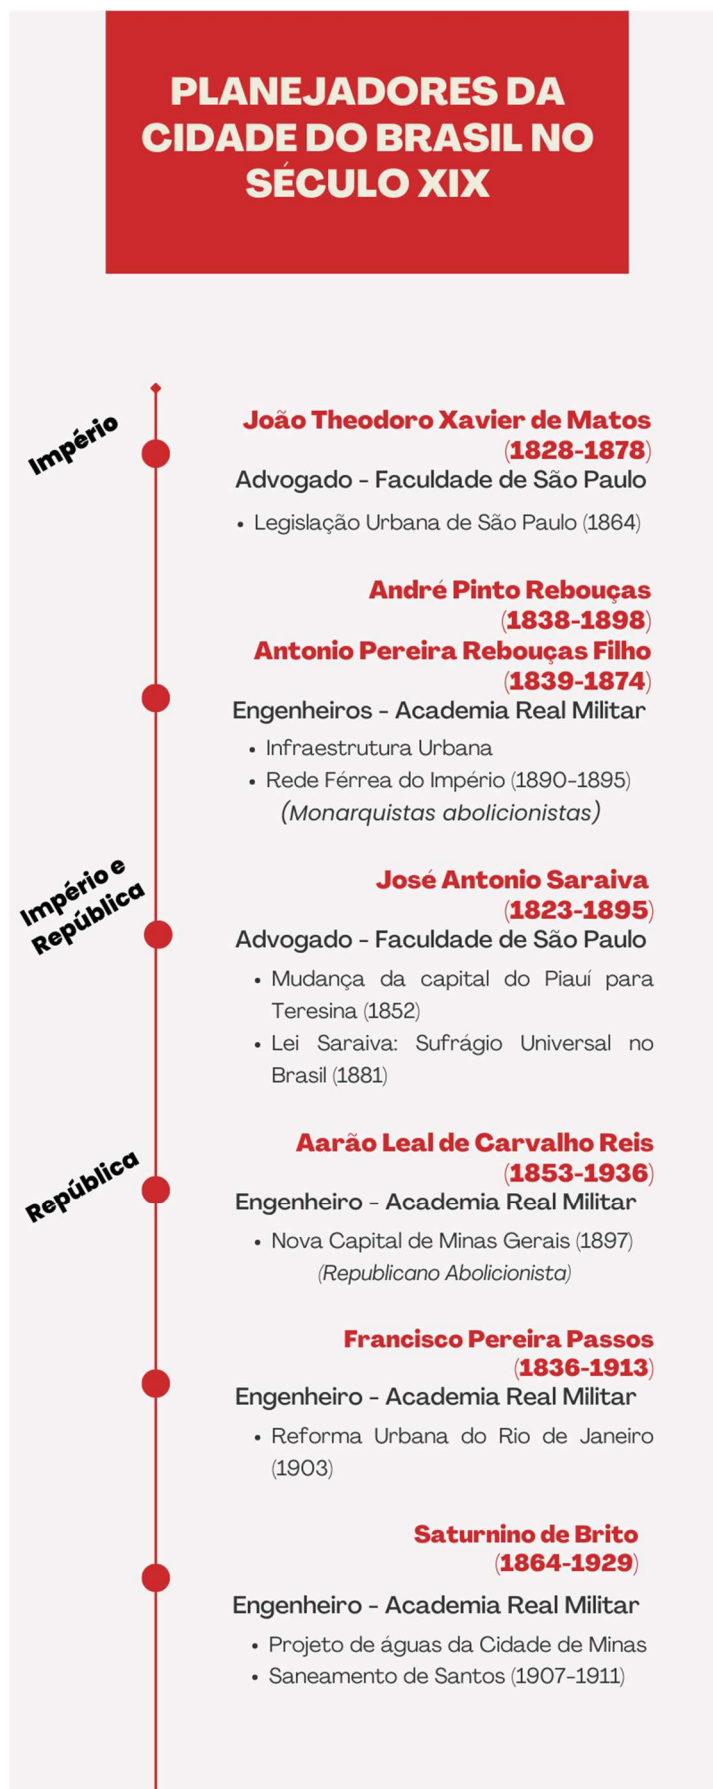 PLANEJADORES DA
CIDADE DO BRASIL NO
SÉCULO XIX
Império
João Theodoro Xavier de Matos
(1828-1878)
Advogado - Faculdade de São Paulo
• Legislação Urbana de São Paulo (1864)
André Pinto Rebouças
(1838-1898)
Antonio Pereira Rebouças Filho
(1839-1874)
Engenheiros - Academia Real Militar
• Infraestrutura Urbana
• Rede Férrea do Império (1890-1895)
(Monarquistas abolicionistas)
Império e
República
José Antonio Saraiva
(1823-1895)
Advogado - Faculdade de São Paulo
• Mudança da capital do Piauí para
Teresina (1852)
• Lei Saraiva: Sufrágio Universal no
Brasil (1881)
República
Aarão Leal de Carvalho Reis
(1853-1936)
Engenheiro - Academia Real Militar
• Nova Capital de Minas Gerais (1897)
(Republicano Abolicionista)
Francisco Pereira Passos
(1836-1913)
Engenheiro - Academia Real Militar
• Reforma Urbana do Rio de Janeiro
(1903)
Saturnino de Brito
(1864-1929)
Engenheiro - Academia Real Militar
• Projeto de águas da Cidade de Minas
• Saneamento de Santos (1907-1911)